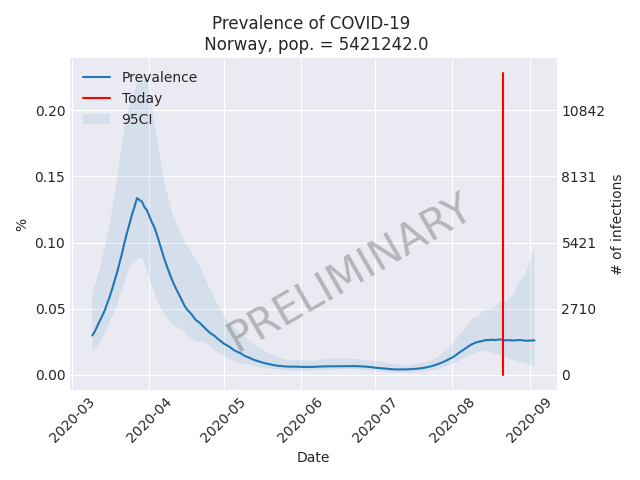 Prevalence of COVID-19
Norway, pop. = 5421242.0
Prevalence
Today
95CI
0.20
0.15
0.10
0.05
0.00
%
10842
8131
5421
2710
0
# of infections
PRELIMINARY
2020-03
2020-04
2020-05
2020-06
2020-07
2020-08
2020-09
Date